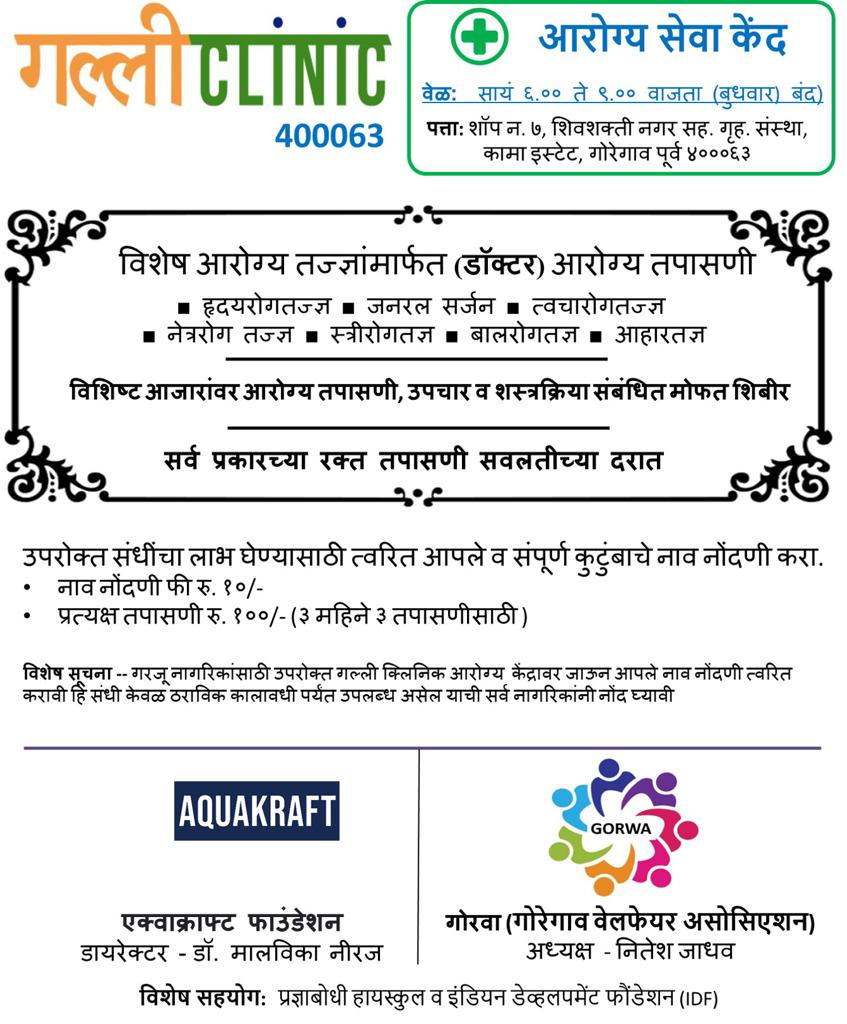 गल्ली CLINIC
400063
आरोग्य सेवा केंद
वेळ: सायं ६.०० ते ९.०० वाजता (बुधवार) बंद)
पत्ता: शॉप न. ७, शिवशक्ती नगर सह. गृह. संस्था,
कामा इस्टेट, गोरेगाव पूर्व ४०००६३
विशेष आरोग्य तज्ज्ञांमार्फत (डॉक्टर) आरोग्य तपासणी
▪ हृदयरोगतज्ज्ञ ▪ जनरल सर्जन ▪ त्वचारोगतज्ज्ञ
▪ नेत्ररोग तज्ज्ञ ▪ स्त्रीरोगतज्ञ ▪ बालरोगतज्ञ ▪ आहारतज्ञ
विशिष्ट आजारांवर आरोग्य तपासणी, उपचार व शस्त्रक्रिया संबंधित मोफत शिबीर
सर्व प्रकारच्या रक्त तपासणी सवलतीच्या दरात
उपरोक्त संधींचा लाभ घेण्यासाठी त्वरित आपले व संपूर्ण कुटुंबाचे नाव नोंदणी करा.
• नाव नोंदणी फी रु. १०/-
• प्रत्यक्ष तपासणी रु. १००/- (३ महिने ३ तपासणीसाठी )
विशेष सूचना -- गरजू नागरिकांसाठी उपरोक्त गल्ली क्लिनिक आरोग्य केंद्रावर जाऊन आपले नाव नोंदणी त्वरित
करावी हि संधी केवळ ठराविक कालावधी पर्यंत उपलब्ध असेल याची सर्व नागरिकांनी नोंद घ्यावी
AQUAKRAFT
एक्वाक्राफ्ट फाउंडेशन
डायरेक्टर - डॉ. मालविका नीरज
GORWA
गोरवा (गोरेगाव वेलफेयर असोसिएशन)
अध्यक्ष - नितेश जाधव
विशेष सहयोग: प्रज्ञाबोधी हायस्कुल व इंडियन डेव्हलपमेंट फौंडेशन (IDF)